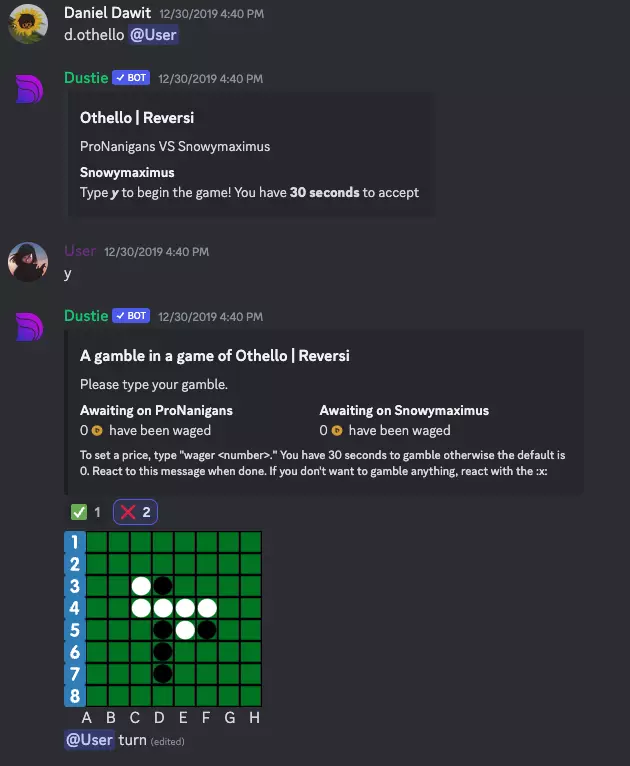 Daniel Dawit 12/30/2019 4:40 PM
d.othello @User
Dustie ✓ BOT 12/30/2019 4:40 PM
Othello | Reversi
ProNanigans VS Snowymaximus
Snowymaximus
Type y to begin the game! You have 30 seconds to accept
User 12/30/2019 4:40 PM
y
Dustie ✓ BOT 12/30/2019 4:40 PM
A gamble in a game of Othello | Reversi
Please type your gamble.
Awaiting on ProNanigans Awaiting on Snowymaximus
0 have been waged 0 have been waged
To set a price, type "wager <number>." You have 30 seconds to gamble otherwise the default is
0. React to this message when done. If you don't want to gamble anything, react with the :x:
✅ 1 ❌ 2
1
2
3
4
5
6
7
8
A B C D E F G H
@User turn (edited)